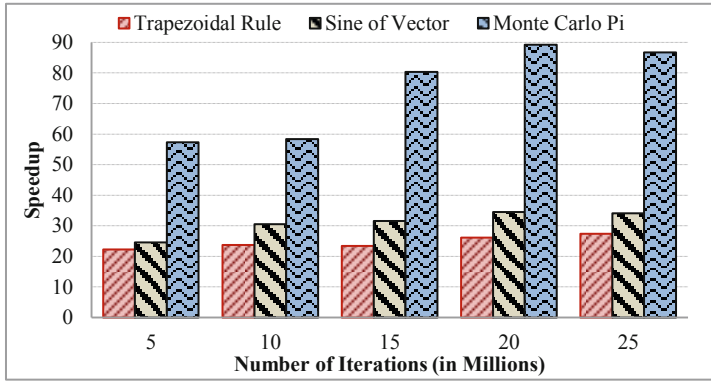 Trapezoidal Rule Sine of Vector Monte Carlo Pi
90
80
70
60
50
40
30
20
10
0
Speedup
5 10 15 20 25
Number of Iterations (in Millions)